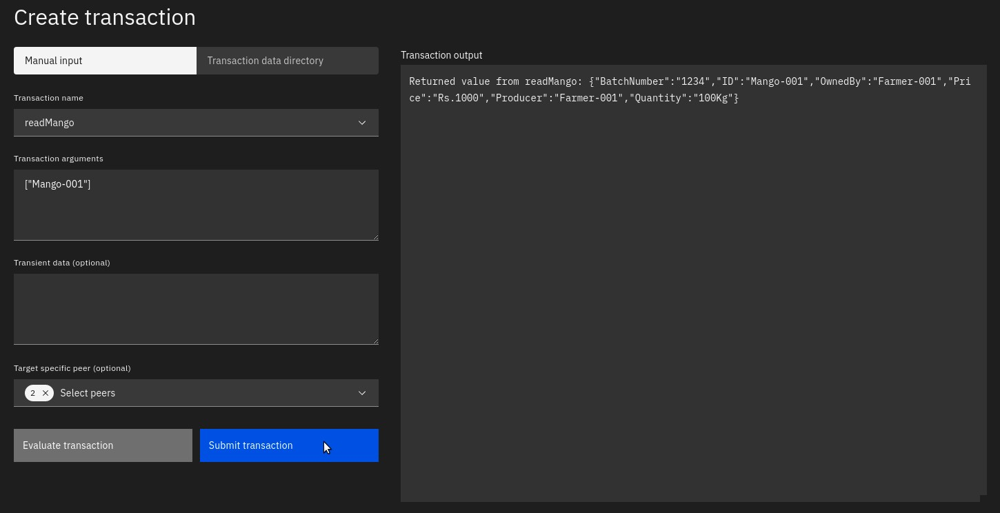 Create transaction
Manual input
Transaction data directory
Transaction name
readMango
Transaction arguments
["Mango-001"]
Transient data (optional)
Target specific peer (optional)
2 × Select peers
Evaluate transaction
Submit transaction
Transaction output
Returned value from readMango: {"BatchNumber":"1234","ID":"Mango-001","OwnedBy":"Farmer-001","Pri
ce":"Rs.1000","Producer":"Farmer-001","Quantity":"100Kg"}